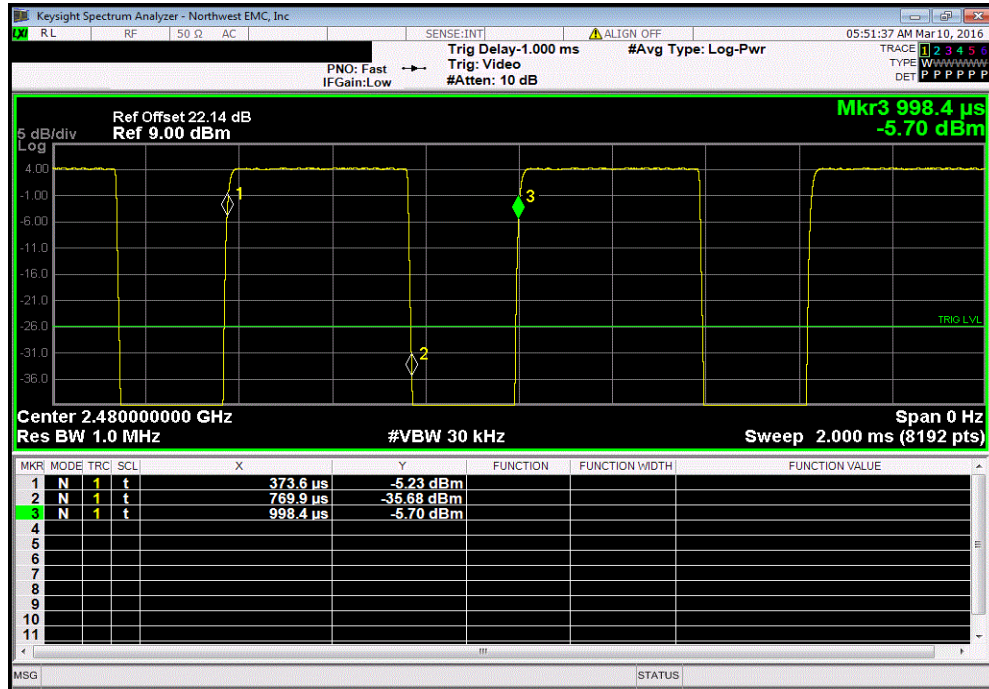 Keysight Spectrum Analyzer - Northwest EMC, Inc
LXI RL RF 50 Ω AC SENSE:INT ALIGN OFF 05:51:37 AM Mar 10, 2016
Trig Delay-1.000 ms #Avg Type: Log-Pwr TRACE 1 2 3 4 5 6
PNO: Fast Trig: Video TYPE WWWWWW
IFGain:Low #Atten: 10 dB DET P P P P P P
Mkr3 998.4 µs
-5.70 dBm
Ref Offset 22.14 dB
5 dB/div Ref 9.00 dBm
Log
4.00
-1.00
1
3
-6.00
-11.0
-16.0
-21.0
-26.0
TRIG LVL
-31.0
2
-36.0
Center 2.480000000 GHz Span 0 Hz
Res BW 1.0 MHz #VBW 30 kHz Sweep 2.000 ms (8192 pts)
MKR MODE TRC SCL X Y FUNCTION FUNCTION WIDTH FUNCTION VALUE
1 N 1 t 373.6 µs -5.23 dBm
2 N 1 t 769.9 µs -35.68 dBm
3 N 1 t 998.4 µs -5.70 dBm
4
5
6
7
8
9
10
11
MSG STATUS